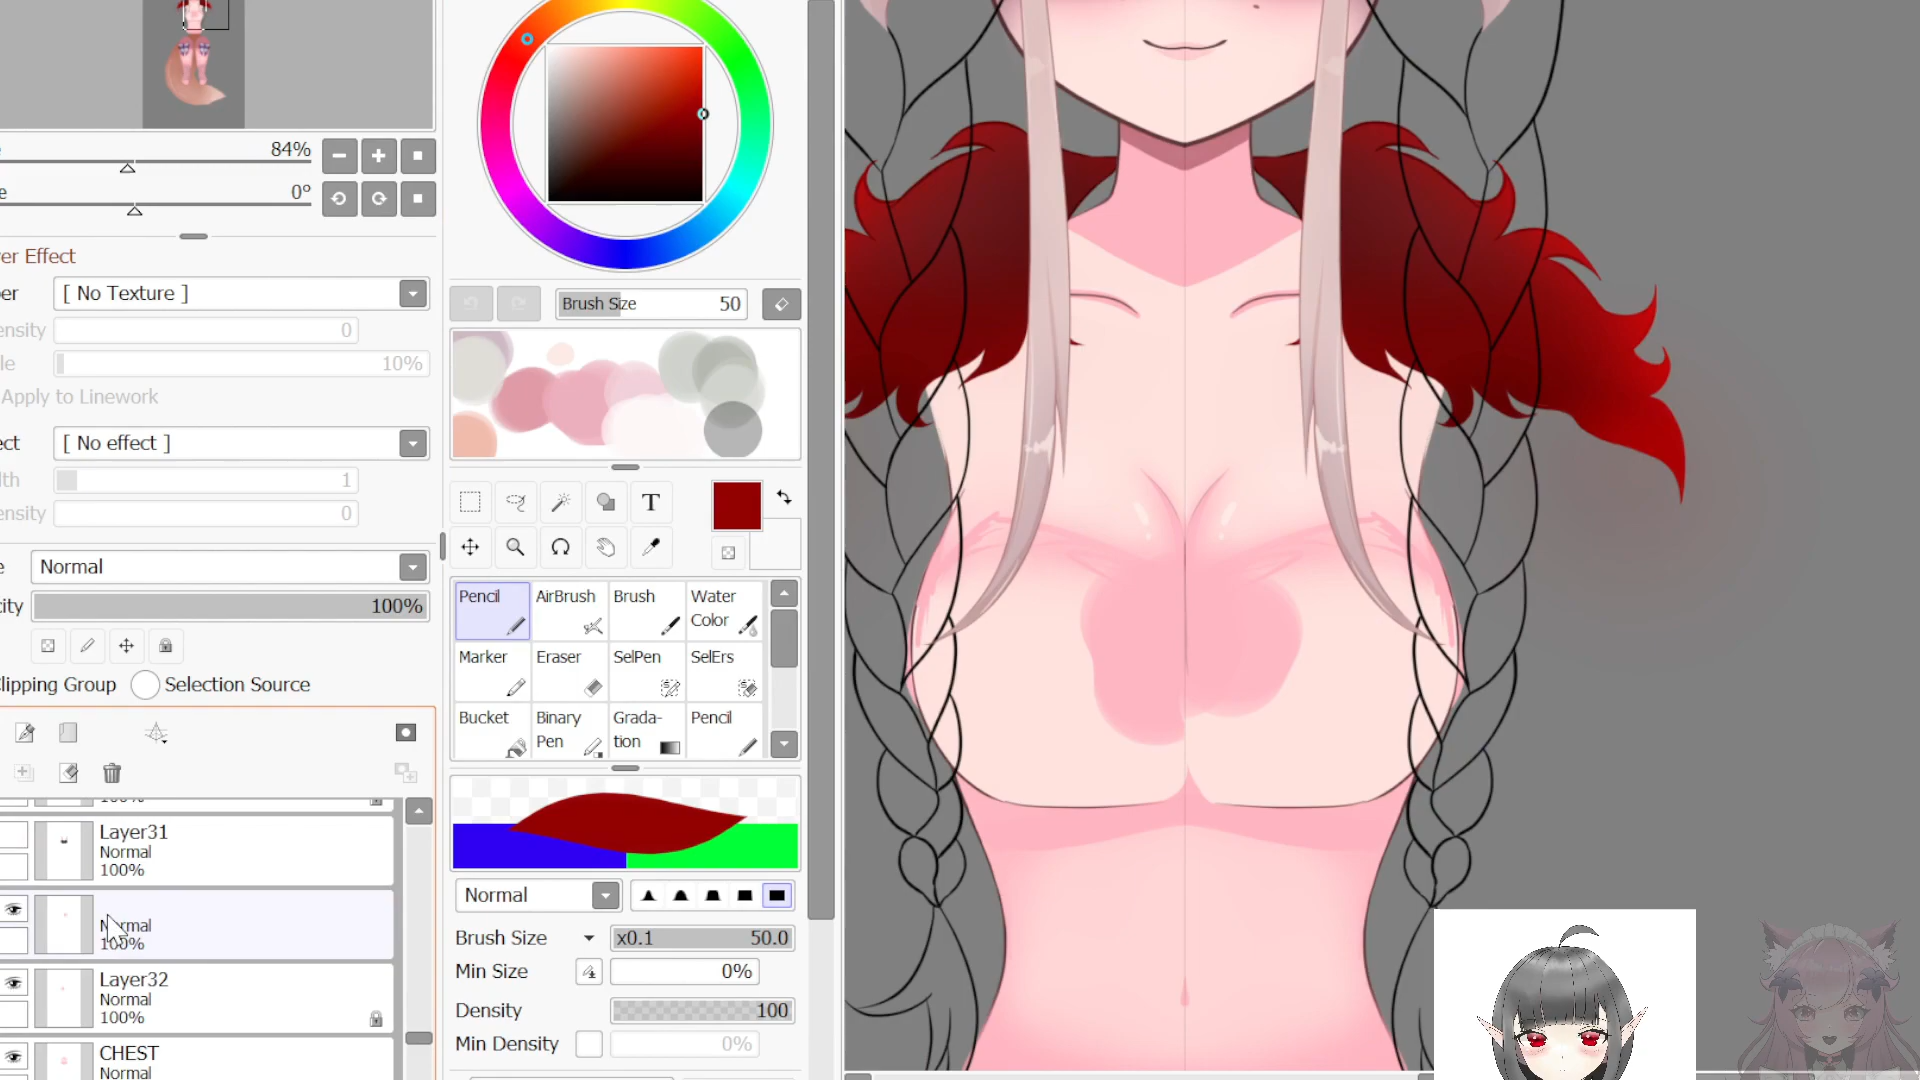 84%
0°
er Effect
er
[ No Texture ]
ensity
0
le
10%
Apply to Linework
ect
[ No effect ]
lth
1
ensity
0
e
Normal
city
100%
lipping Group
Selection Source
100%
Layer31
Normal
100%
Normal
100%
Layer32
Normal
100%
CHEST
Normal
Brush Size
50
T
Pencil
AirBrush
Brush
Water
Color
Marker
Eraser
SelPen
SelErs
Bucket
Binary
Pen
Grada-
tion
Pencil
Normal
Brush Size
x0.1
50.0
Min Size
0%
Density
100
Min Density
0%